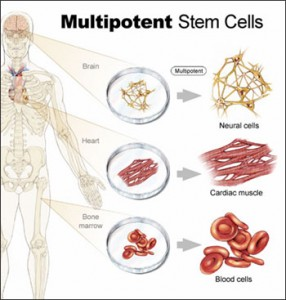 Multipotent Stem Cells
Brain
Multipotent
Neural cells
Heart
Cardiac muscle
Bone
marrow
Blood cells